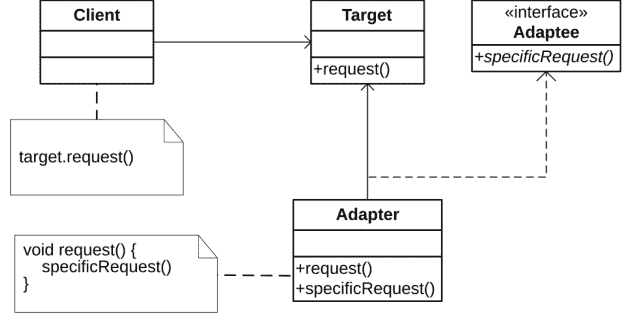 Client
target.request()
Target
+request()
«interface»
Adaptee
+specificRequest()
Adapter
+request()
+specificRequest()
void request() {
specificRequest()
}